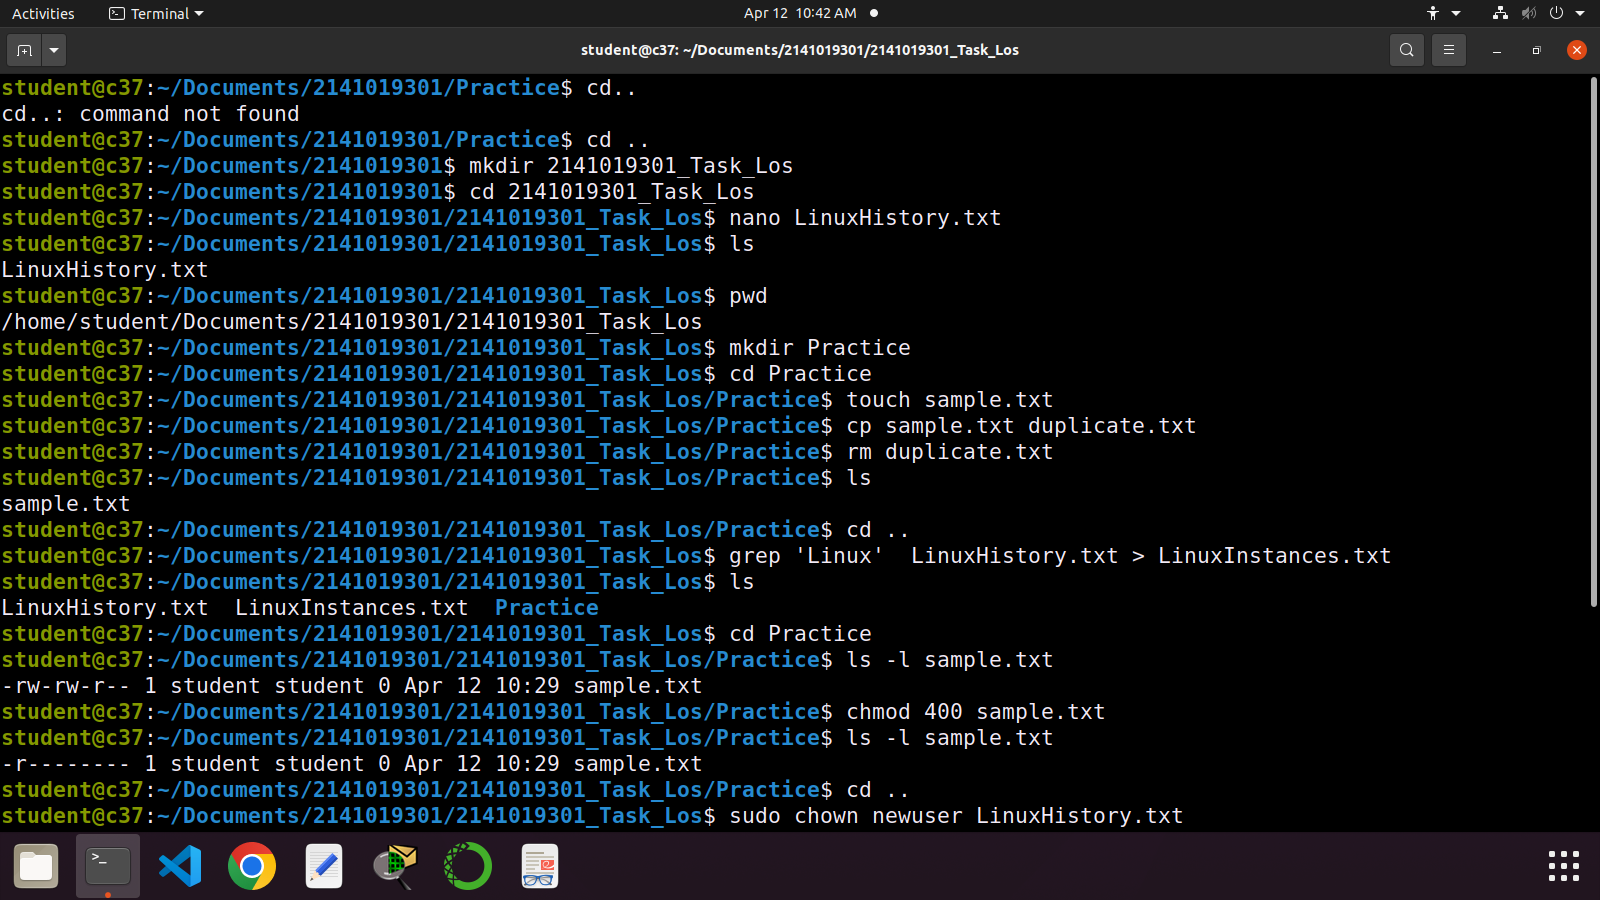 Activities Terminal Apr 12 10:42 AM
student@c37: ~/Documents/2141019301/2141019301_Task_Los
student@c37:~/Documents/2141019301/Practice$ cd..
cd..: command not found
student@c37:~/Documents/2141019301/Practice$ cd ..
student@c37:~/Documents/2141019301$ mkdir 2141019301_Task_Los
student@c37:~/Documents/2141019301$ cd 2141019301_Task_Los
student@c37:~/Documents/2141019301/2141019301_Task_Los$ nano LinuxHistory.txt
student@c37:~/Documents/2141019301/2141019301_Task_Los$ ls
LinuxHistory.txt
student@c37:~/Documents/2141019301/2141019301_Task_Los$ pwd
/home/student/Documents/2141019301/2141019301_Task_Los
student@c37:~/Documents/2141019301/2141019301_Task_Los$ mkdir Practice
student@c37:~/Documents/2141019301/2141019301_Task_Los$ cd Practice
student@c37:~/Documents/2141019301/2141019301_Task_Los/Practice$ touch sample.txt
student@c37:~/Documents/2141019301/2141019301_Task_Los/Practice$ cp sample.txt duplicate.txt
student@c37:~/Documents/2141019301/2141019301_Task_Los/Practice$ rm duplicate.txt
student@c37:~/Documents/2141019301/2141019301_Task_Los/Practice$ ls
sample.txt
student@c37:~/Documents/2141019301/2141019301_Task_Los/Practice$ cd ..
student@c37:~/Documents/2141019301/2141019301_Task_Los$ grep 'Linux'  LinuxHistory.txt > LinuxInstances.txt
student@c37:~/Documents/2141019301/2141019301_Task_Los$ ls
LinuxHistory.txt  LinuxInstances.txt  Practice
student@c37:~/Documents/2141019301/2141019301_Task_Los$ cd Practice
student@c37:~/Documents/2141019301/2141019301_Task_Los/Practice$ ls -l sample.txt
-rw-rw-r-- 1 student student 0 Apr 12 10:29 sample.txt
student@c37:~/Documents/2141019301/2141019301_Task_Los/Practice$ chmod 400 sample.txt
student@c37:~/Documents/2141019301/2141019301_Task_Los/Practice$ ls -l sample.txt
-r-------- 1 student student 0 Apr 12 10:29 sample.txt
student@c37:~/Documents/2141019301/2141019301_Task_Los/Practice$ cd ..
student@c37:~/Documents/2141019301/2141019301_Task_Los$ sudo chown newuser LinuxHistory.txt